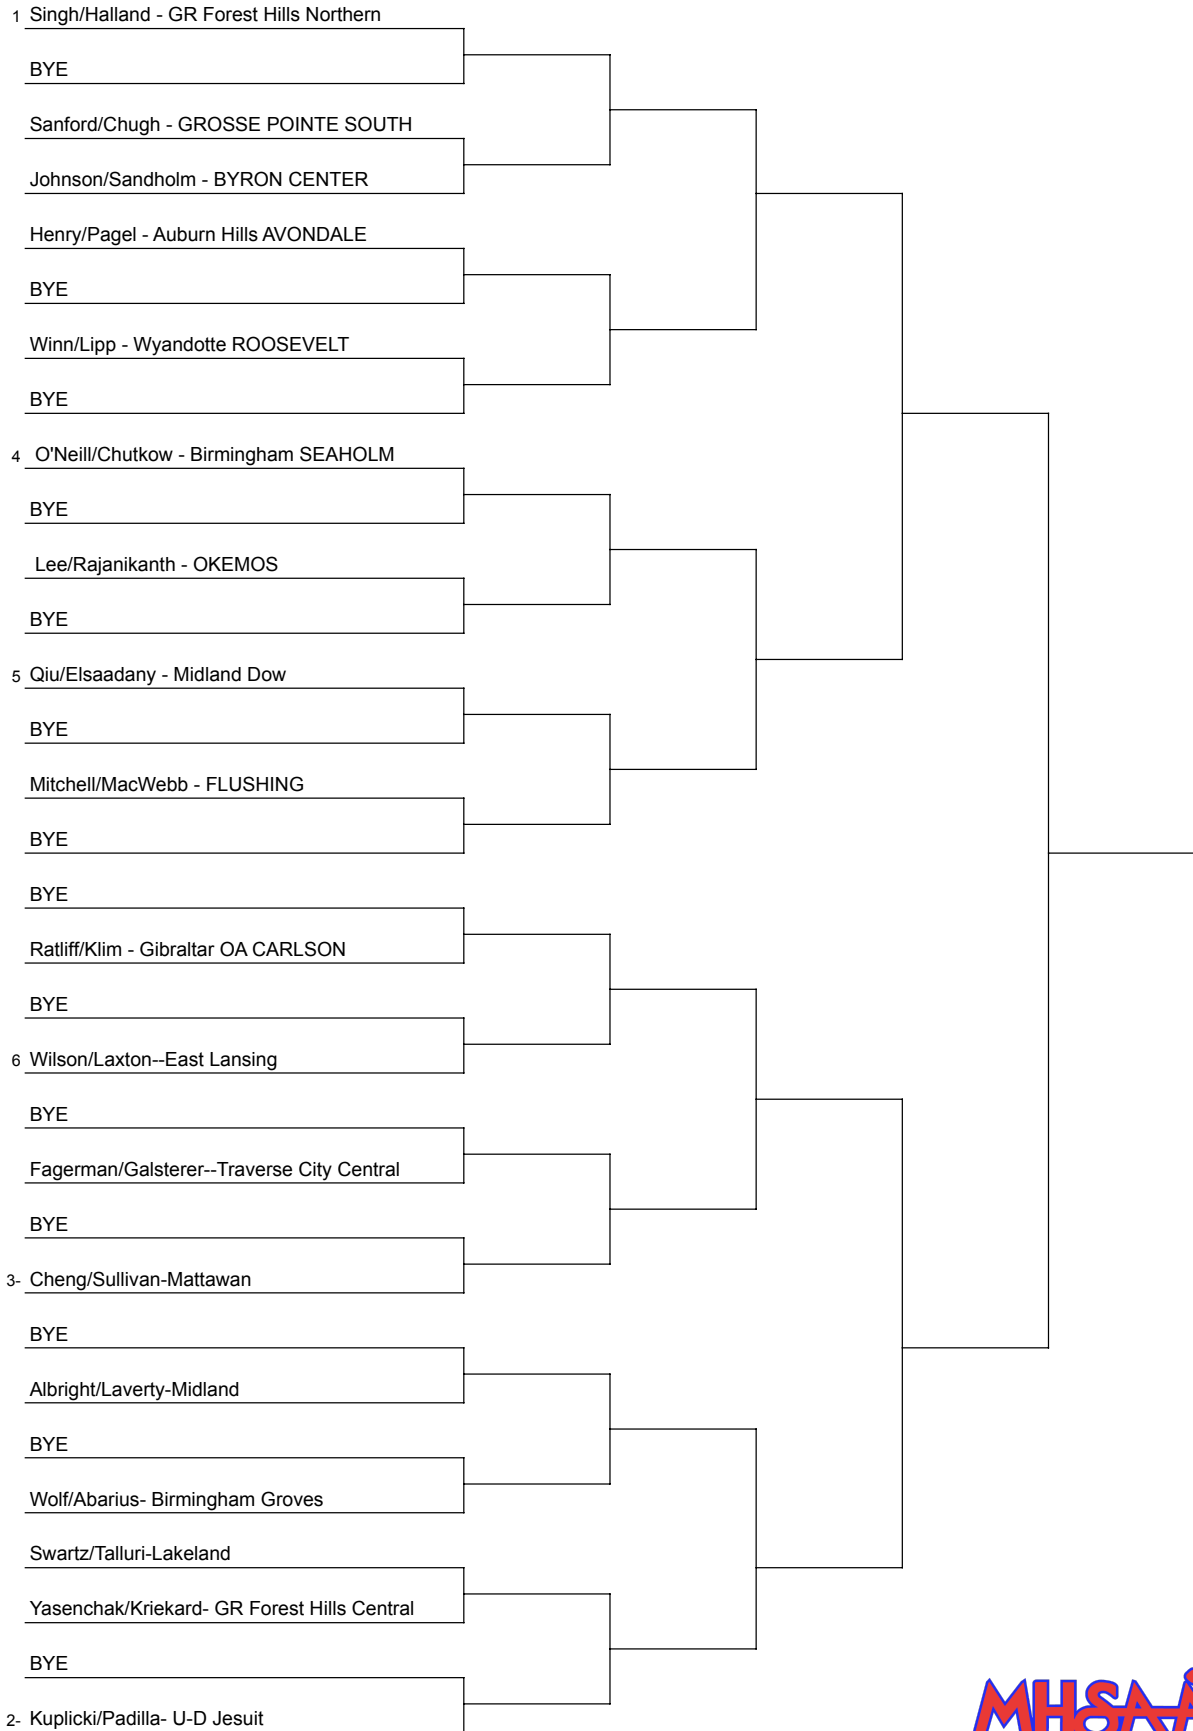 1 Singh/Halland - GR Forest Hills Northern
BYE
Sanford/Chugh - GROSSE POINTE SOUTH
Johnson/Sandholm - BYRON CENTER
Henry/Pagel - Auburn Hills AVONDALE
BYE
Winn/Lipp - Wyandotte ROOSEVELT
BYE
4 O'Neill/Chutkow - Birmingham SEAHOLM
BYE
Lee/Rajanikanth - OKEMOS
BYE
5 Qiu/Elsaadany - Midland Dow
BYE
Mitchell/MacWebb - FLUSHING
BYE
BYE
Ratliff/Klim - Gibraltar OA CARLSON
BYE
6 Wilson/Laxton--East Lansing
BYE
Fagerman/Galsterer--Traverse City Central
BYE
3- Cheng/Sullivan-Mattawan
BYE
Albright/Laverty-Midland
BYE
Wolf/Abarius- Birmingham Groves
Swartz/Talluri-Lakeland
Yasenchak/Kriekard- GR Forest Hills Central
BYE
2- Kuplicki/Padilla- U-D Jesuit
MHSAA